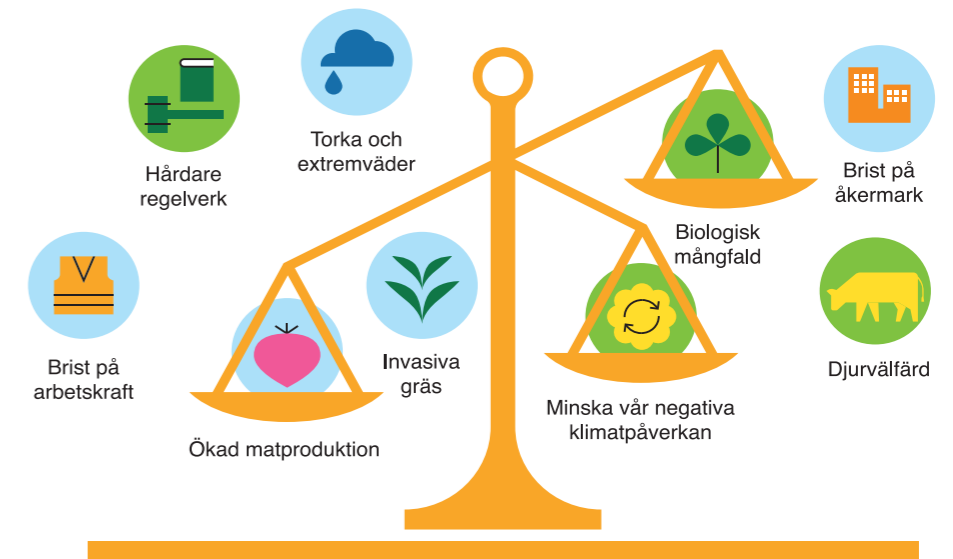 Hårdare
regelverk
Torka och
extremväder
Brist på
åkermark
Biologisk
mångfald
Brist på
arbetskraft
Invasiva
gräs
Djurvälfärd
Minska vår negativa
klimatpåverkan
Ökad matproduktion